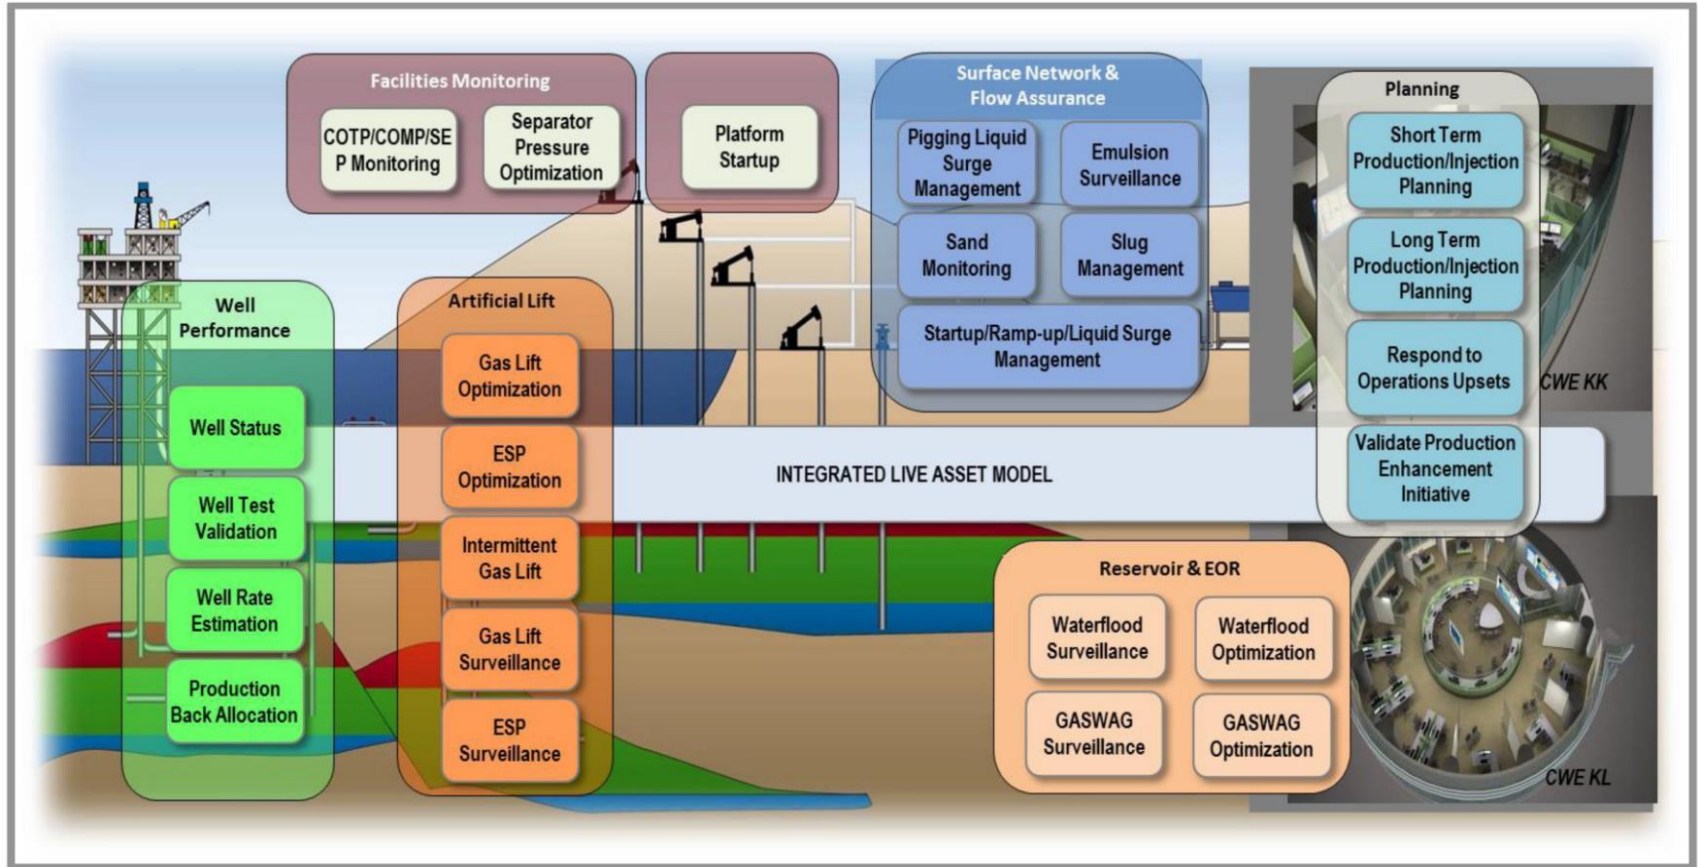 Facilities Monitoring
COTP/COMP/SE
P Monitoring
Separator
Pressure
Optimization
Platform
Startup
Surface Network &
Flow Assurance
Pigging Liquid
Surge
Management
Emulsion
Surveillance
Sand
Monitoring
Slug
Management
Startup/Ramp-up/Liquid Surge
Management
Planning
Short Term
Production/Injection
Planning
Long Term
Production/Injection
Planning
Respond to
Operations Upsets
Validate Production
Enhancement
Initiative
CWE KK
Well
Performance
Well Status
Well Test
Validation
Well Rate
Estimation
Production
Back Allocation
Artificial Lift
Gas Lift
Optimization
ESP
Optimization
Intermittent
Gas Lift
Gas Lift
Surveillance
ESP
Surveillance
INTEGRATED LIVE ASSET MODEL
Reservoir & EOR
Waterflood
Surveillance
Waterflood
Optimization
GASWAG
Surveillance
GASWAG
Optimization
CWE KL